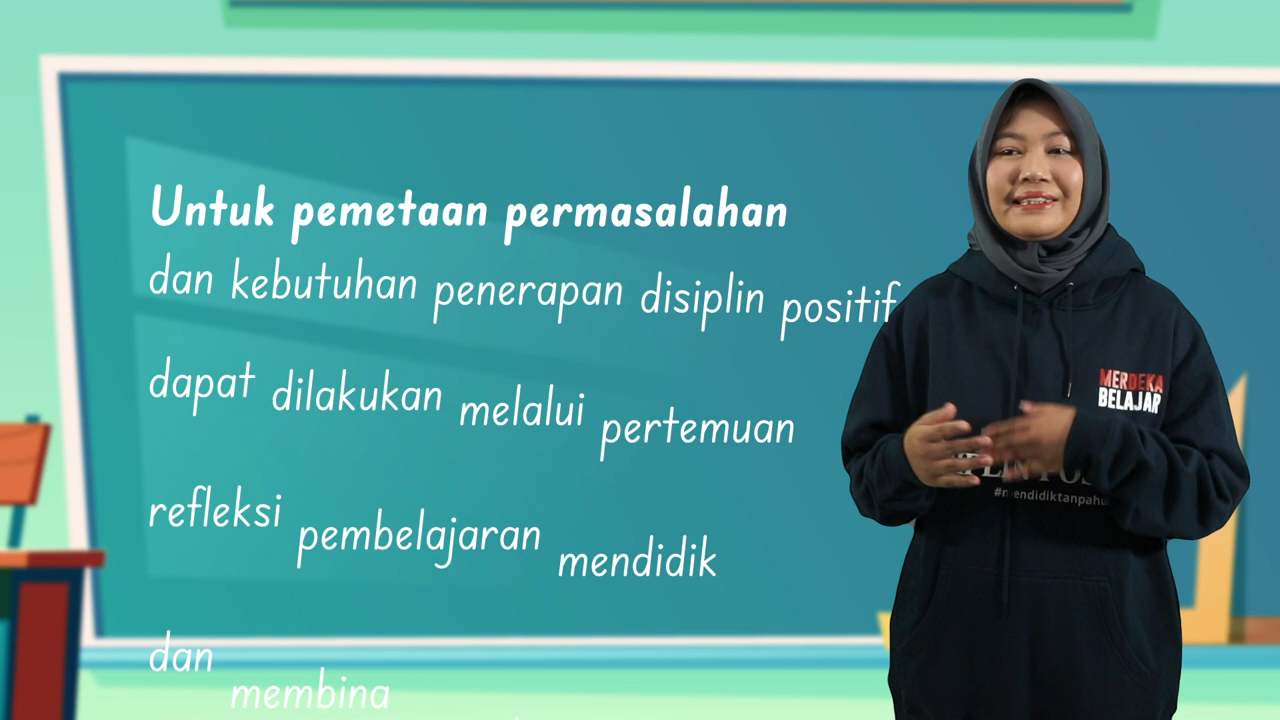 Untuk pemetaan permasalahan
dan kebutuhan penerapan disiplin positif
dapat dilakukan melalui pertemuan
refleksi pembelajaran mendidik
dan membina
MERDEKA
BELAJAR